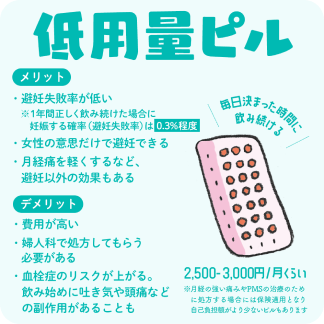 低用量ピル
メリット
・避妊失敗率が低い
※1年間正しく飲み続けた場合に
妊娠する確率(避妊失敗率)は0.3%程度
・女性の意思だけで避妊できる
・月経痛を軽くするなど、
避妊以外の効果もある
デメリット
・費用が高い
・婦人科で処方してもらう
必要がある
・血栓症のリスクが上がる。
飲み始めに吐き気や頭痛など
の副作用があることも
毎日決まった時間に
飲み続ける
2,500-3,000円/月くらい
※月経の強い痛みやPMSの治療のため
に処方する場合には保険適用となり
自己負担額がより少ないピルもあります